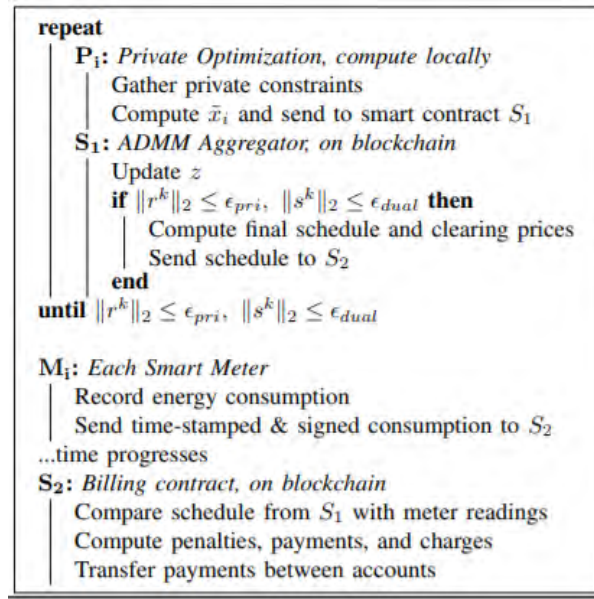 repeat
P_i: Private Optimization, compute locally
Gather private constraints
Compute x̃_i and send to smart contract S_1
S_1: ADMM Aggregator, on blockchain
Update z
if ‖r^k‖_2 ≤ ϵ_pri, ‖s^k‖_2 ≤ ϵ_dual then
Compute final schedule and clearing prices
Send schedule to S_2
end
until ‖r^k‖_2 ≤ ϵ_pri, ‖s^k‖_2 ≤ ϵ_dual
M_i: Each Smart Meter
Record energy consumption
Send time-stamped & signed consumption to S_2
...time progresses
S_2: Billing contract, on blockchain
Compare schedule from S_1 with meter readings
Compute penalties, payments, and charges
Transfer payments between accounts